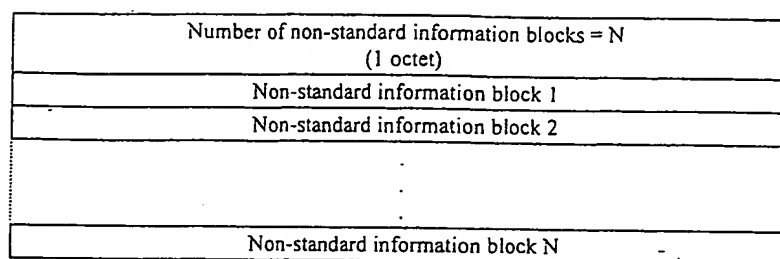 Number of non-standard information blocks = N
(1 octet)
Non-standard information block 1
Non-standard information block 2
.
.
.
Non-standard information block N